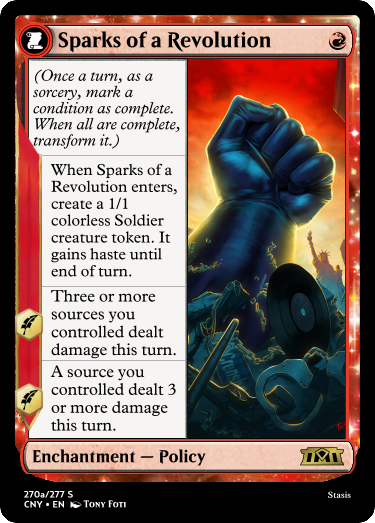 Sparks of a Revolution
(Once a turn, as a
sorcery, mark a
condition as complete.
When all are complete,
transform it.)
When Sparks of a
Revolution enters,
create a 1/1
colorless Soldier
creature token. It
gains haste until
end of turn.
Three or more
sources you
controlled dealt
damage this turn.
A source you
controlled dealt 3
or more damage
this turn.
Enchantment — Policy
270a/277 S
CNY • EN Tony Foti
Stasis